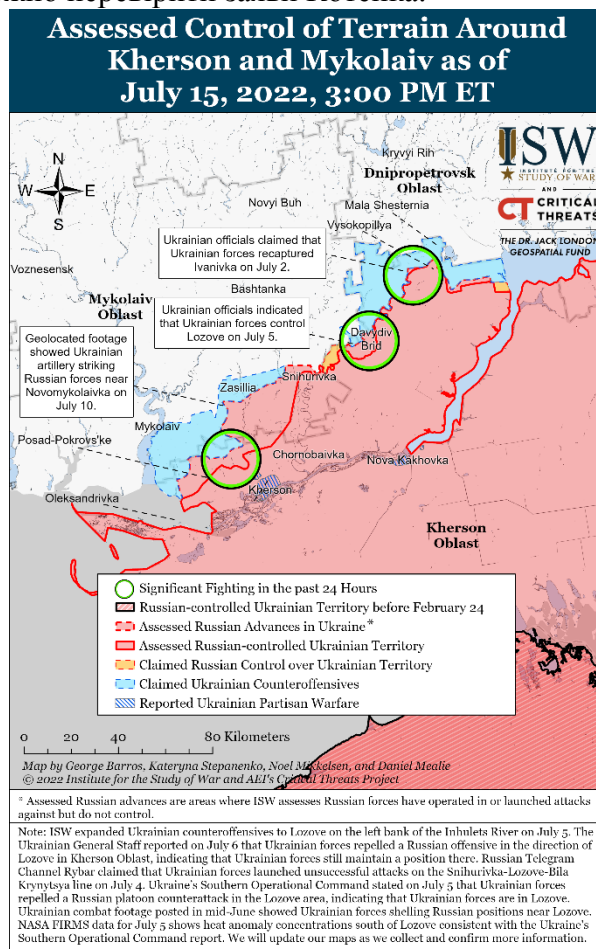 перевірити заяви
Assessed Control of Terrain Around
Kherson and Mykolaiv as of
July 15, 2022, 3:00 PM ET
N
W E
S
ISW
INSTITUTE FOR THE
STUDY OF WAR
AND
CT CRITICAL
THREATS
THE DR. JACK LONDON
GEOSPATIAL FUND
Kryvyi Rih
Dnipropetrovsk
Oblast
Novyi Buh
Mala Shesternia
Vysokopillya
Ukrainian officials claimed that
Ukrainian forces recaptured
Ivanivka on July 2.
Voznesensk
Bashtanka
Mykolaiv
Oblast
Ukrainian officials indicated
that Ukrainian forces control
Lozove on July 5.
Davydiv
Brid
Geolocated footage
showed Ukrainian
artillery striking
Russian forces near
Novomykolaivka on
July 10.
Snihurivka
Zasillia
Mykolaiv
Posad-Pokrovs'ke
Chornobaivka
Nova Kakhovka
Kherson
Oleksandrivka
Kherson
Oblast
Significant Fighting in the past 24 Hours
Russian-controlled Ukrainian Territory before February 24
Assessed Russian Advances in Ukraine*
Assessed Russian-controlled Ukrainian Territory
Claimed Russian Control over Ukrainian Territory
Claimed Ukrainian Counteroffensives
Reported Ukrainian Partisan Warfare
0 20 40 80 Kilometers
Map by George Barros, Kateryna Stepanenko, Noel Mikkelsen, and Daniel Mealie
© 2022 Institute for the Study of War and AEI's Critical Threats Project
* Assessed Russian advances are areas where ISW assesses Russian forces have operated in or launched attacks
against but do not control.
Note: ISW expanded Ukrainian counteroffensives to Lozove on the left bank of the Inhulets River on July 5. The
Ukrainian General Staff reported on July 6 that Ukrainian forces repelled a Russian offensive in the direction of
Lozove in Kherson Oblast, indicating that Ukrainian forces still maintain a position there. Russian Telegram
Channel Rybar claimed that Ukrainian forces launched unsuccessful attacks on the Snihurivka-Lozove-Bila
Krynytsya line on July 4. Ukraine's Southern Operational Command stated on July 5 that Ukrainian forces
repelled a Russian platoon counterattack in the Lozove area, indicating that Ukrainian forces are in Lozove.
Ukrainian combat footage posted in mid-June showed Ukrainian forces shelling Russian positions near Lozove.
NASA FIRMS data for July 5 shows heat anomaly concentrations south of Lozove consistent with the Ukraine's
Southern Operational Command report. We will update our maps as we collect and confirm more information.